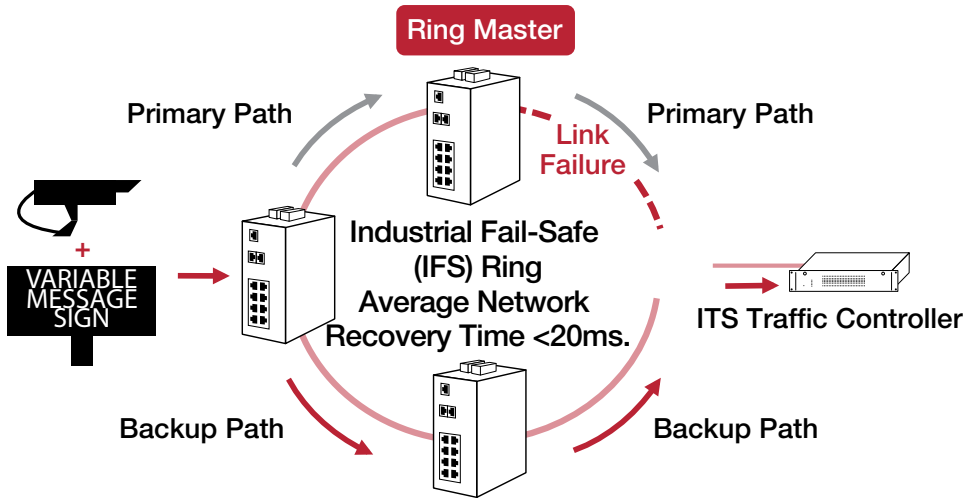 Ring Master
Primary Path
Primary Path
Link
Failure
+
VARIABLE
MESSAGE
SIGN
Industrial Fail-Safe
(IFS) Ring
Average Network
Recovery Time <20ms.
ITS Traffic Controller
Backup Path
Backup Path